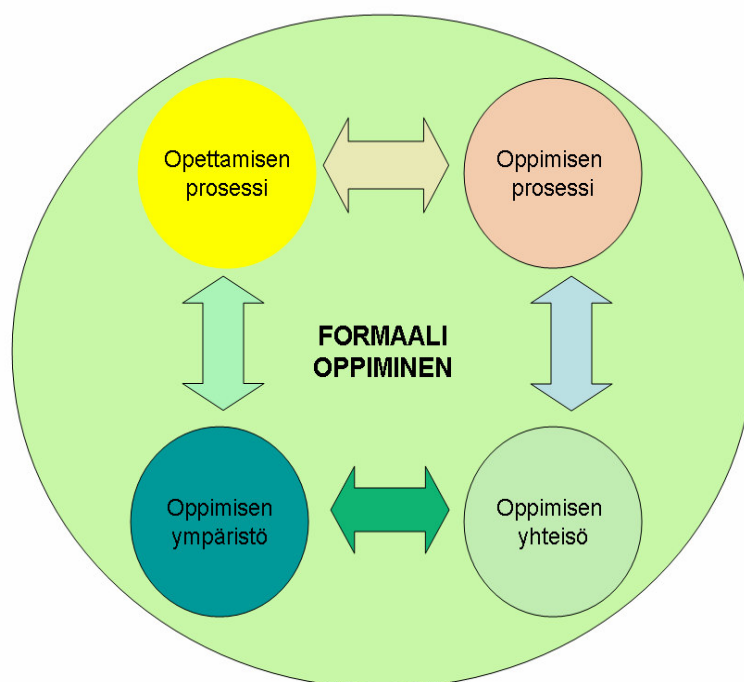 Opettamisen
prosessi
Oppimisen
prosessi
FORMAALI
OPPIMINEN
Oppimisen
ympäristö
Oppimisen
yhteisö